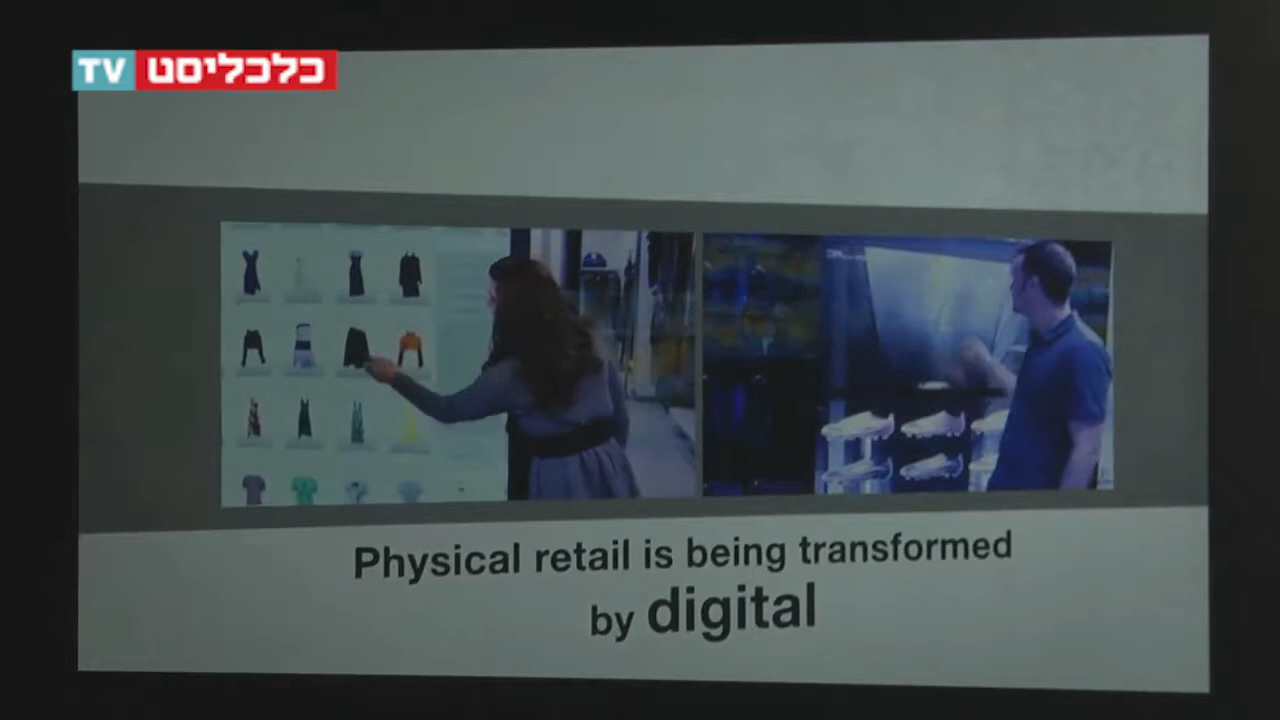 TV כלכליסט
Physical retail is being transformed
by digital